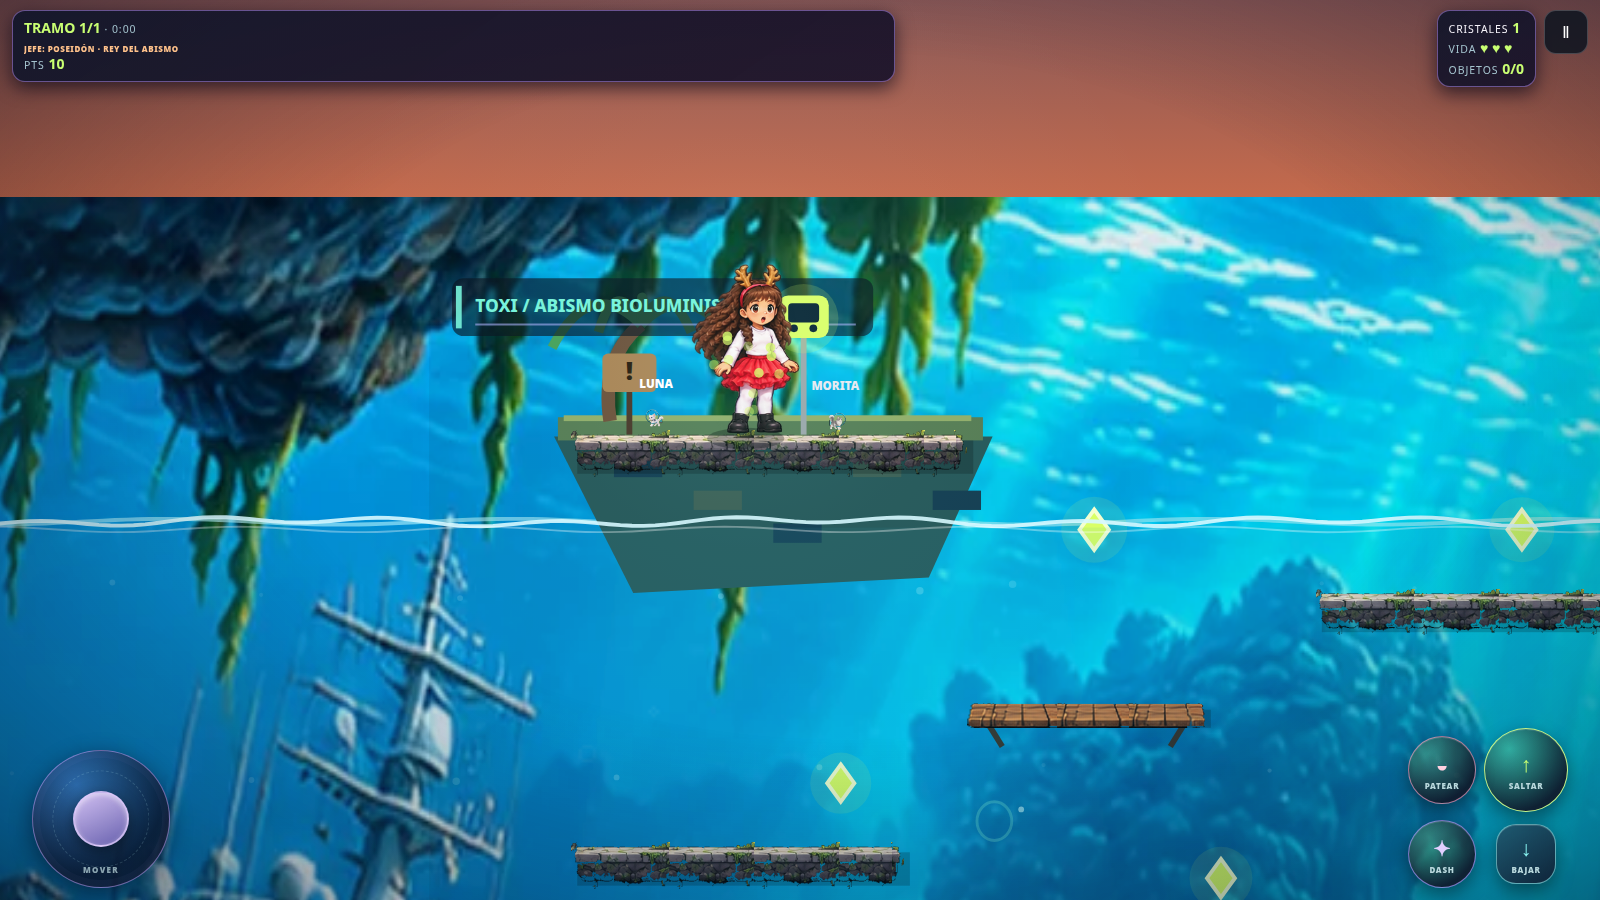 TRAMO 1/1 · 0:00
JEFE: POSEIDÓN · REY DEL ABISMO
PTS 10
CRISTALES 1
VIDA ♥ ♥ ♥
OBJETOS 0/0
TOXI / ABISMO BIOLUMINIS
!
LUNA
MORITA
MOVER
PATEAR
↑
SALTAR
DASH
↓
BAJAR